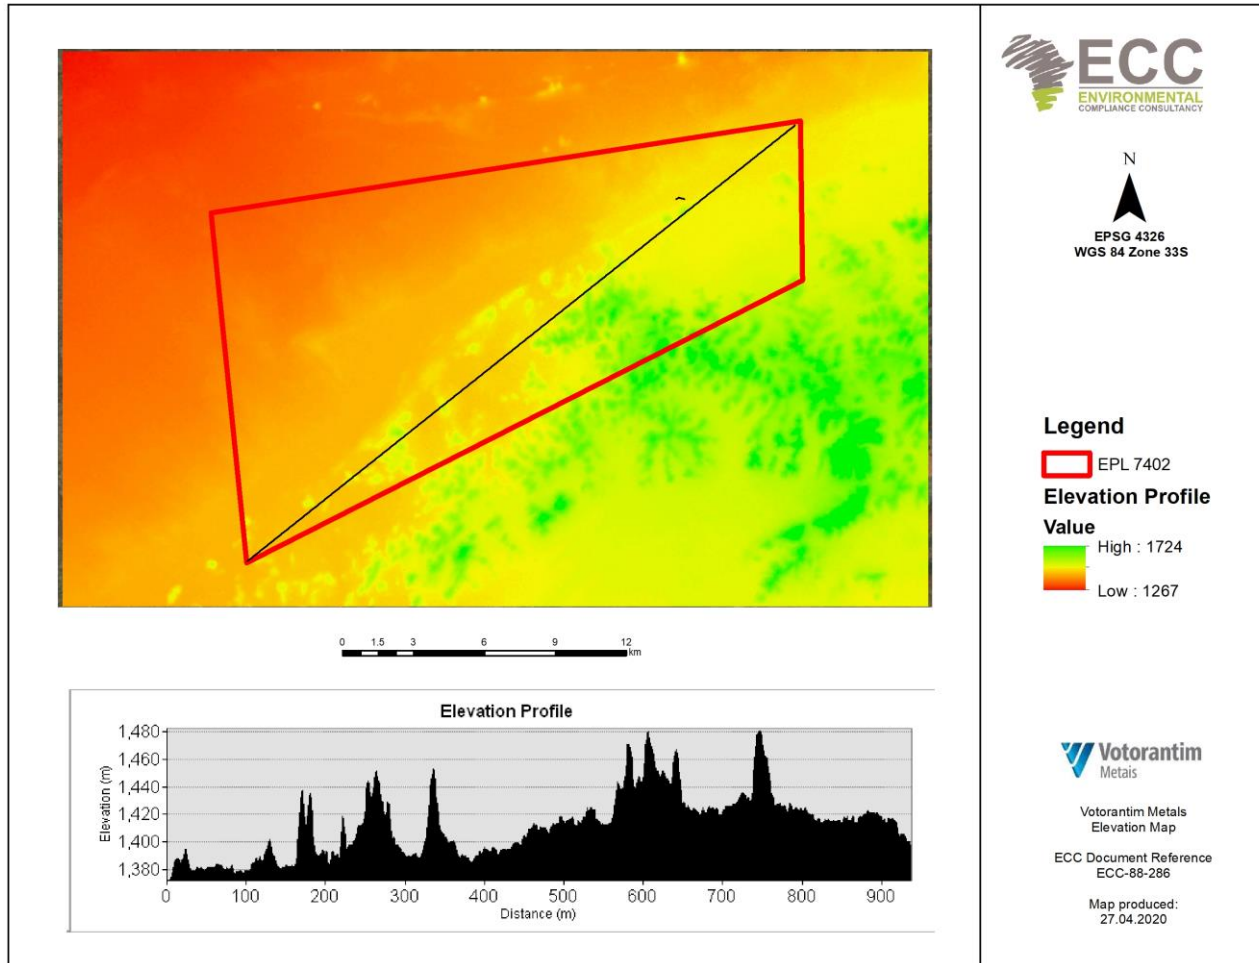 ECC
ENVIRONMENTAL
COMPLIANCE CONSULTANCY
N
EPSG 4326
WGS 84 Zone 33S
Legend
EPL 7402
Elevation Profile
Value
High : 1724
Low : 1267
0 1.5 3 6 9 12
km
Elevation Profile
Elevation (m)
1,480
1,460
1,440
1,420
1,400
1,380
0 100 200 300 400 500 600 700 800 900
Distance (m)
Votorantim
Metais
Votorantim Metals
Elevation Map
ECC Document Reference
ECC-88-286
Map produced:
27.04.2020